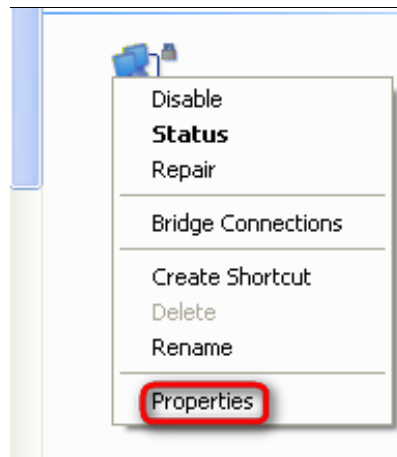 Disable
Status
Repair
Bridge Connections
Create Shortcut
Delete
Rename
Properties